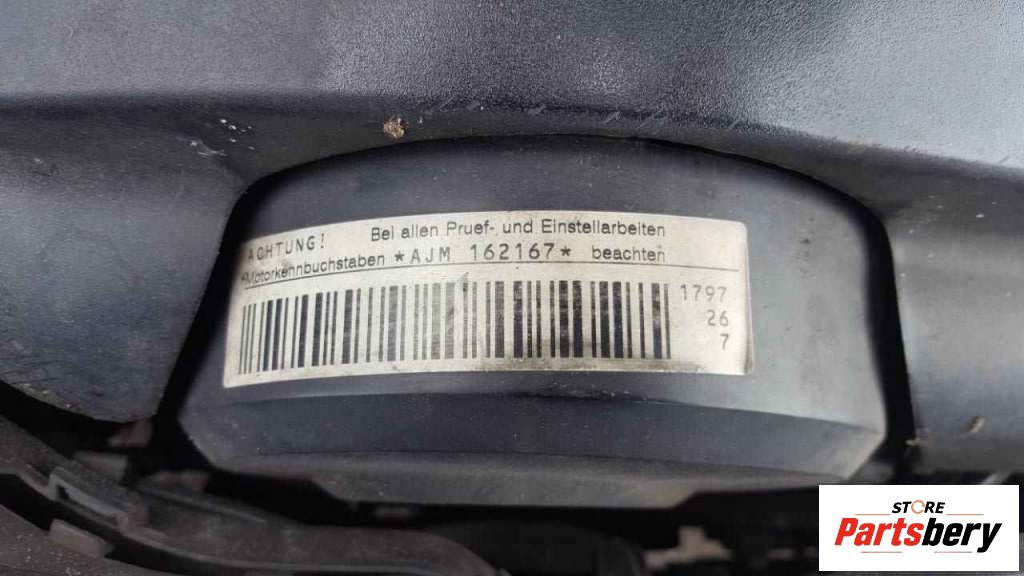 ACHTUNG! Bei allen Pruef- und Einstellarbeiten
Motorkennbuchstaben *AJM 162167* beachten
1797
26
7
STORE
Partsbery